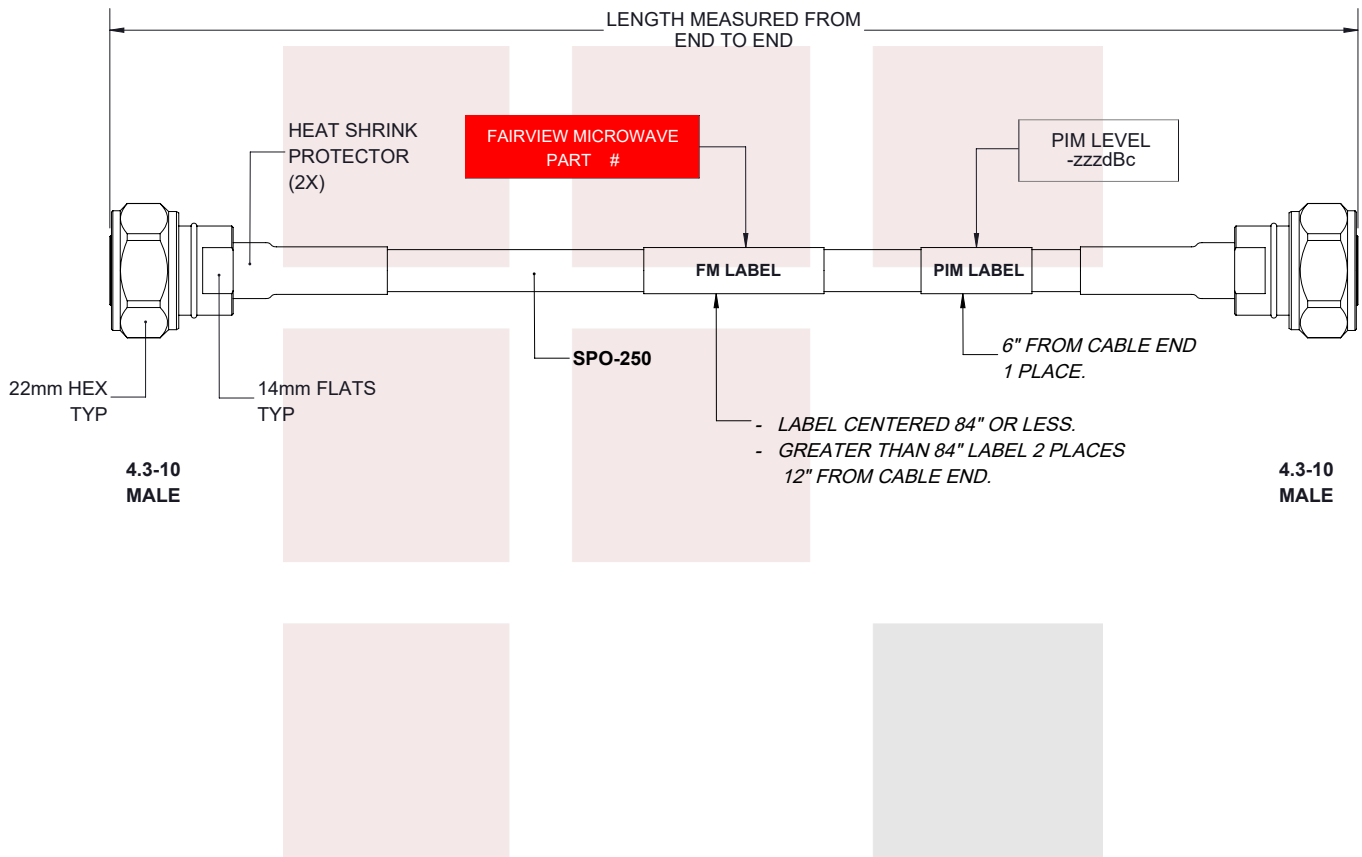 LENGTH MEASURED FROM
END TO END
HEAT SHRINK
PROTECTOR
(2X)
FAIRVIEW MICROWAVE
PART #
PIM LEVEL
-zzzdBc
FM LABEL
PIM LABEL
SPO-250
6" FROM CABLE END
1 PLACE.
22mm HEX
TYP
14mm FLATS
TYP
- LABEL CENTERED 84" OR LESS.
- GREATER THAN 84" LABEL 2 PLACES
12" FROM CABLE END.
4.3-10
MALE
4.3-10
MALE